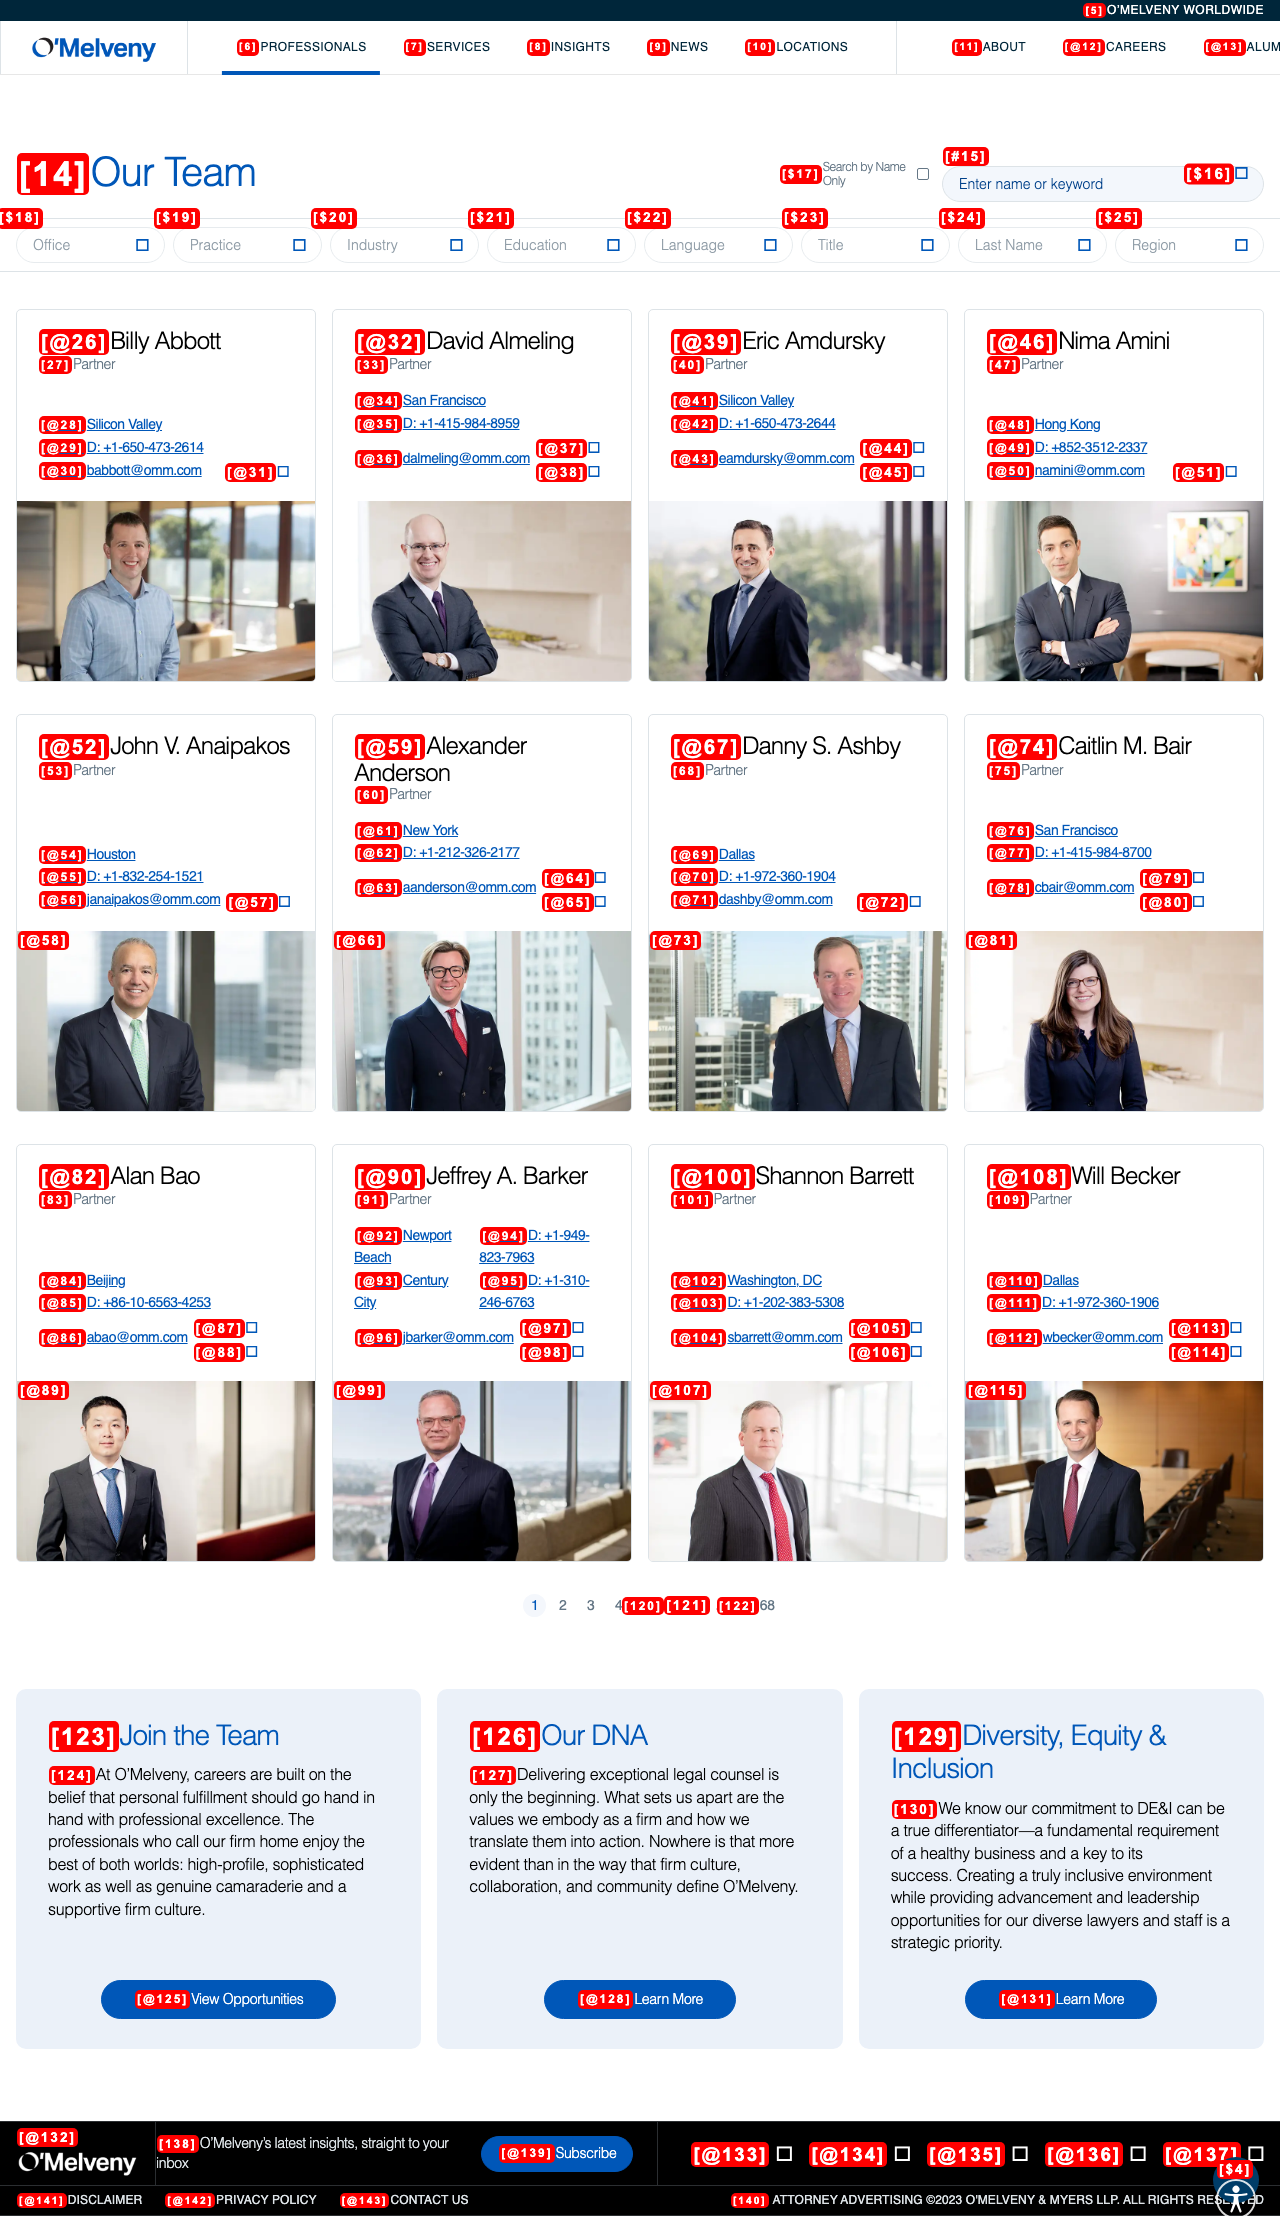 [5] O'MELVENY WORLDWIDE
O'Melveny [6] PROFESSIONALS [7] SERVICES [8] INSIGHTS [9] NEWS [10] LOCATIONS [11] ABOUT [@12] CAREERS [@13] ALUM
[14] Our Team
[$17] Search by Name Only
[#15] Enter name or keyword [$16]
[$18] [$19] [$20] [$21] [$22] [$23] [$24] [$25]
Office Practice Industry Education Language Title Last Name Region
[@26] Billy Abbott
[27] Partner
[@28] Silicon Valley
[@29] D: +1-650-473-2614
[@30] babbott@omm.com [@31]
[@32] David Almeling
[33] Partner
[@34] San Francisco
[@35] D: +1-415-984-8959
[@36] dalmeling@omm.com [@37]
[@38]
[@39] Eric Amdursky
[40] Partner
[@41] Silicon Valley
[@42] D: +1-650-473-2644
[@43] eamdursky@omm.com [@44]
[@45]
[@46] Nima Amini
[47] Partner
[@48] Hong Kong
[@49] D: +852-3512-2337
[@50] namini@omm.com [@51]
[@52] John V. Anaipakos
[53] Partner
[@54] Houston
[@55] D: +1-832-254-1521
[@56] janaipakos@omm.com [@57]
[@58]
[@59] Alexander
Anderson
[60] Partner
[@61] New York
[@62] D: +1-212-326-2177
[@63] aanderson@omm.com [@64]
[@65]
[@66]
[@67] Danny S. Ashby
[68] Partner
[@69] Dallas
[@70] D: +1-972-360-1904
[@71] dashby@omm.com [@72]
[@73]
[@74] Caitlin M. Bair
[75] Partner
[@76] San Francisco
[@77] D: +1-415-984-8700
[@78] cbair@omm.com [@79]
[@80]
[@81]
[@82] Alan Bao
[83] Partner
[@84] Beijing
[@85] D: +86-10-6563-4253
[@86] abao@omm.com [@87]
[@88]
[@89]
[@90] Jeffrey A. Barker
[91] Partner
[@92] Newport [@94] D: +1-949-
Beach 823-7963
[@93] Century [@95] D: +1-310-
City 246-6763
[@96] jbarker@omm.com [@97]
[@98]
[@99]
[@100] Shannon Barrett
[101] Partner
[@102] Washington, DC
[@103] D: +1-202-383-5308
[@104] sbarrett@omm.com [@105]
[@106]
[@107]
[@108] Will Becker
[109] Partner
[@110] Dallas
[@111] D: +1-972-360-1906
[@112] wbecker@omm.com [@113]
[@114]
[@115]
1 2 3 4 [120] [121] [122] 68
[123] Join the Team
[124] At O'Melveny, careers are built on the
belief that personal fulfillment should go hand in
hand with professional excellence. The
professionals who call our firm home enjoy the
best of both worlds: high-profile, sophisticated
work as well as genuine camaraderie and a
supportive firm culture.
[@125] View Opportunities
[126] Our DNA
[127] Delivering exceptional legal counsel is
only the beginning. What sets us apart are the
values we embody as a firm and how we
translate them into action. Nowhere is that more
evident than in the way that firm culture,
collaboration, and community define O'Melveny.
[@128] Learn More
[129] Diversity, Equity &
Inclusion
[130] We know our commitment to DE&I can be
a true differentiator—a fundamental requirement
of a healthy business and a key to its
success. Creating a truly inclusive environment
while providing advancement and leadership
opportunities for our diverse lawyers and staff is a
strategic priority.
[@131] Learn More
[@132]
O'Melveny
[138] O'Melveny's latest insights, straight to your
inbox
[@139] Subscribe
[@133] [@134] [@135] [@136] [@137]
[$4]
[@141] DISCLAIMER [@142] PRIVACY POLICY [@143] CONTACT US [140] ATTORNEY ADVERTISING ©2023 O'MELVENY & MYERS LLP. ALL RIGHTS